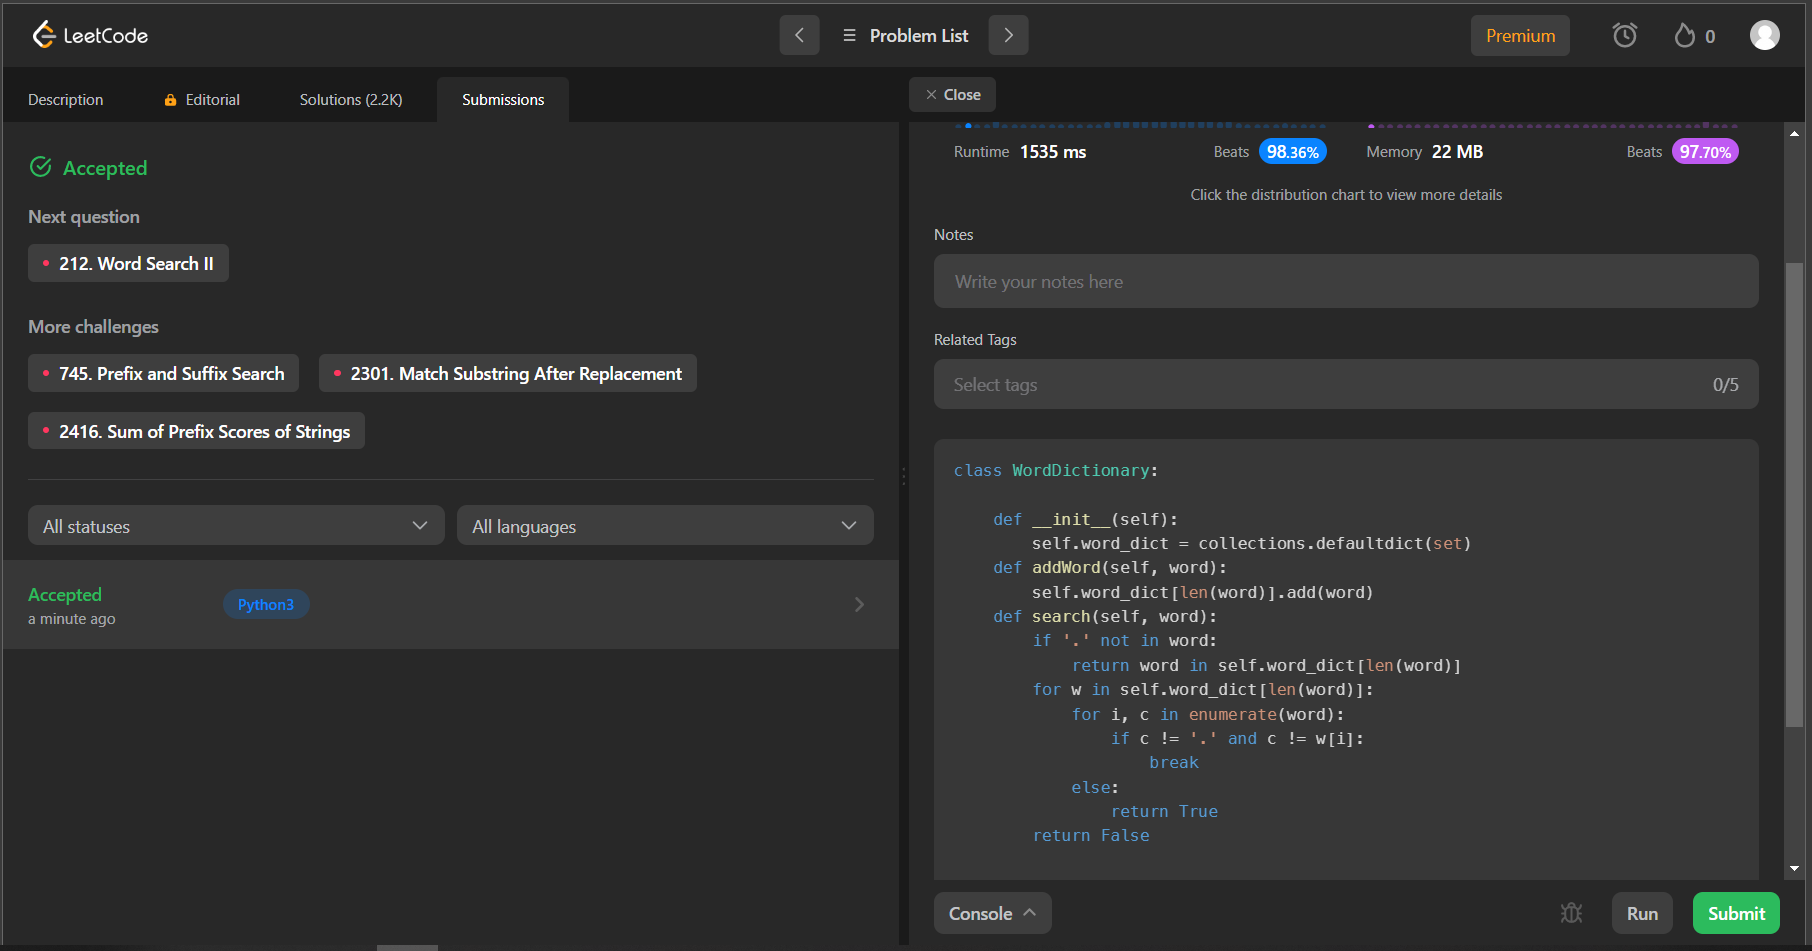 LeetCode
Problem List
Premium
0
Description
Editorial
Solutions (2.2K)
Submissions
Close
Accepted
Next question
212. Word Search II
More challenges
745. Prefix and Suffix Search
2301. Match Substring After Replacement
2416. Sum of Prefix Scores of Strings
All statuses
All languages
Accepted
a minute ago
Python3
Runtime 1535 ms
Beats 98.36%
Memory 22 MB
Beats 97.70%
Click the distribution chart to view more details
Notes
Write your notes here
Related Tags
Select tags
0/5
class WordDictionary:
    def __init__(self):
        self.word_dict = collections.defaultdict(set)
    def addWord(self, word):
        self.word_dict[len(word)].add(word)
    def search(self, word):
        if '.' not in word:
            return word in self.word_dict[len(word)]
        for w in self.word_dict[len(word)]:
            for i, c in enumerate(word):
                if c != '.' and c != w[i]:
                    break
            else:
                return True
        return False
Console
Run
Submit